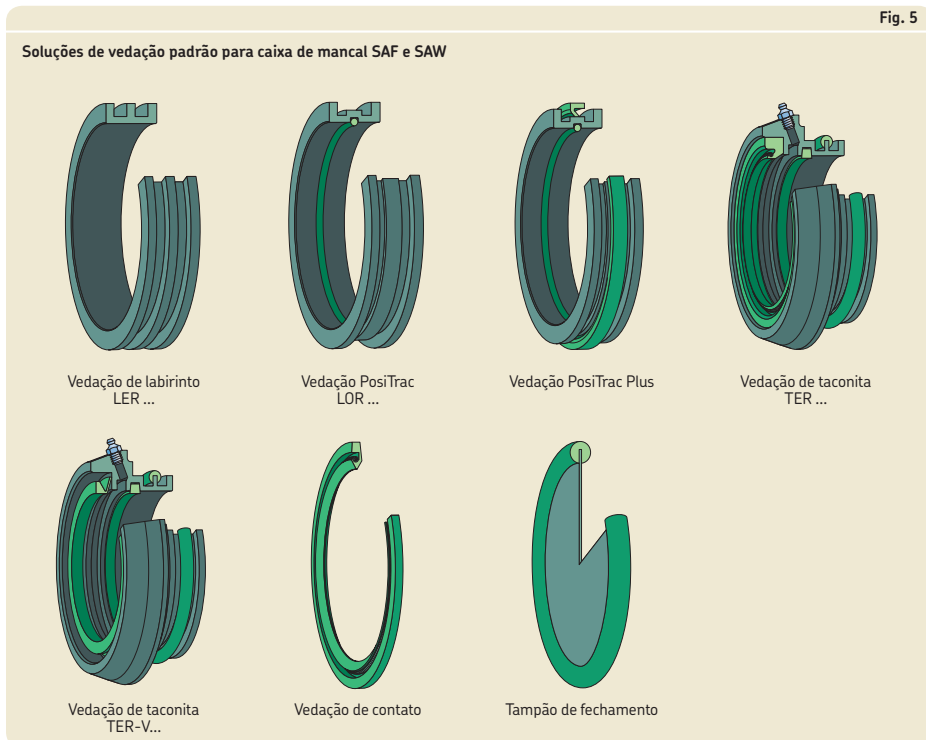 Fig. 5
Soluções de vedação padrão para caixa de mancal SAF e SAW
Vedação de labirinto
LER ...
Vedação PosiTrac
LOR ...
Vedação PosiTrac Plus
Vedação de taconita
TER ...
Vedação de taconita
TER-V...
Vedação de contato
Tampão de fechamento